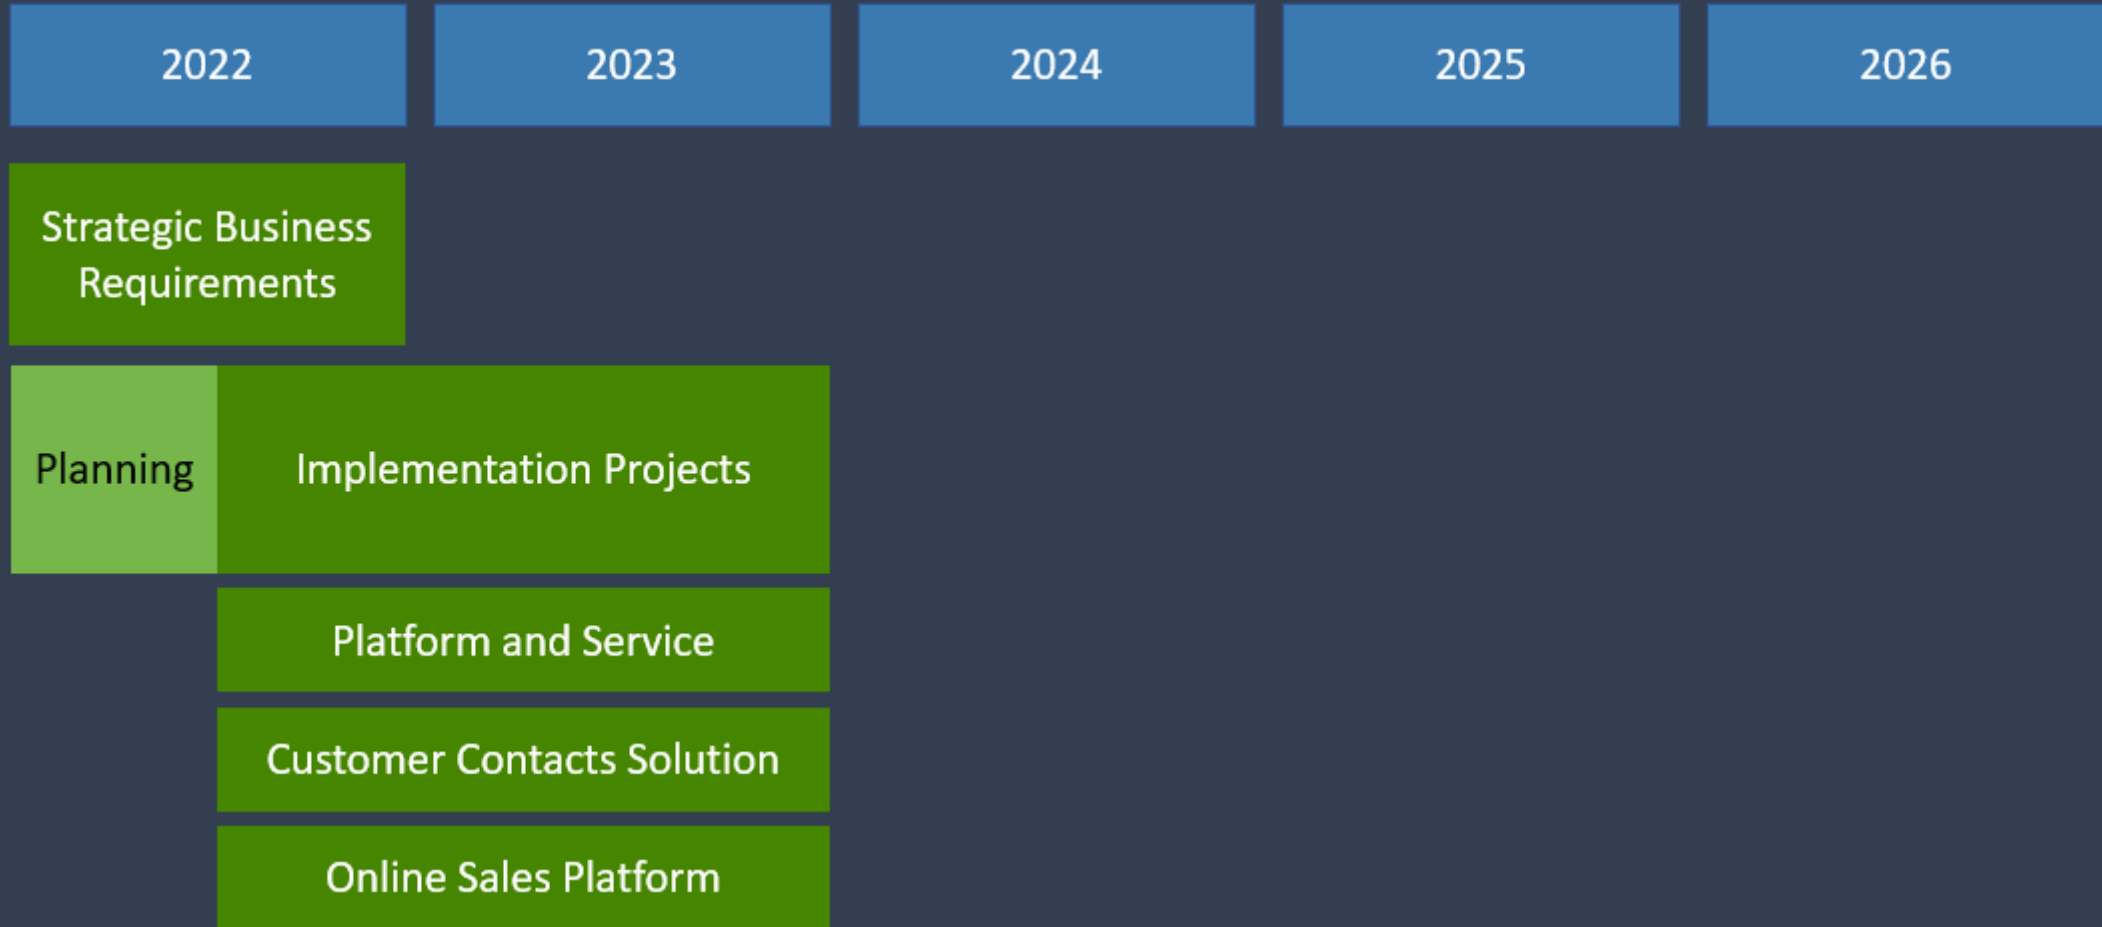 2022
2023
2024
2025
2026
Strategic Business
Requirements
Planning
Implementation Projects
Platform and Service
Customer Contacts Solution
Online Sales Platform